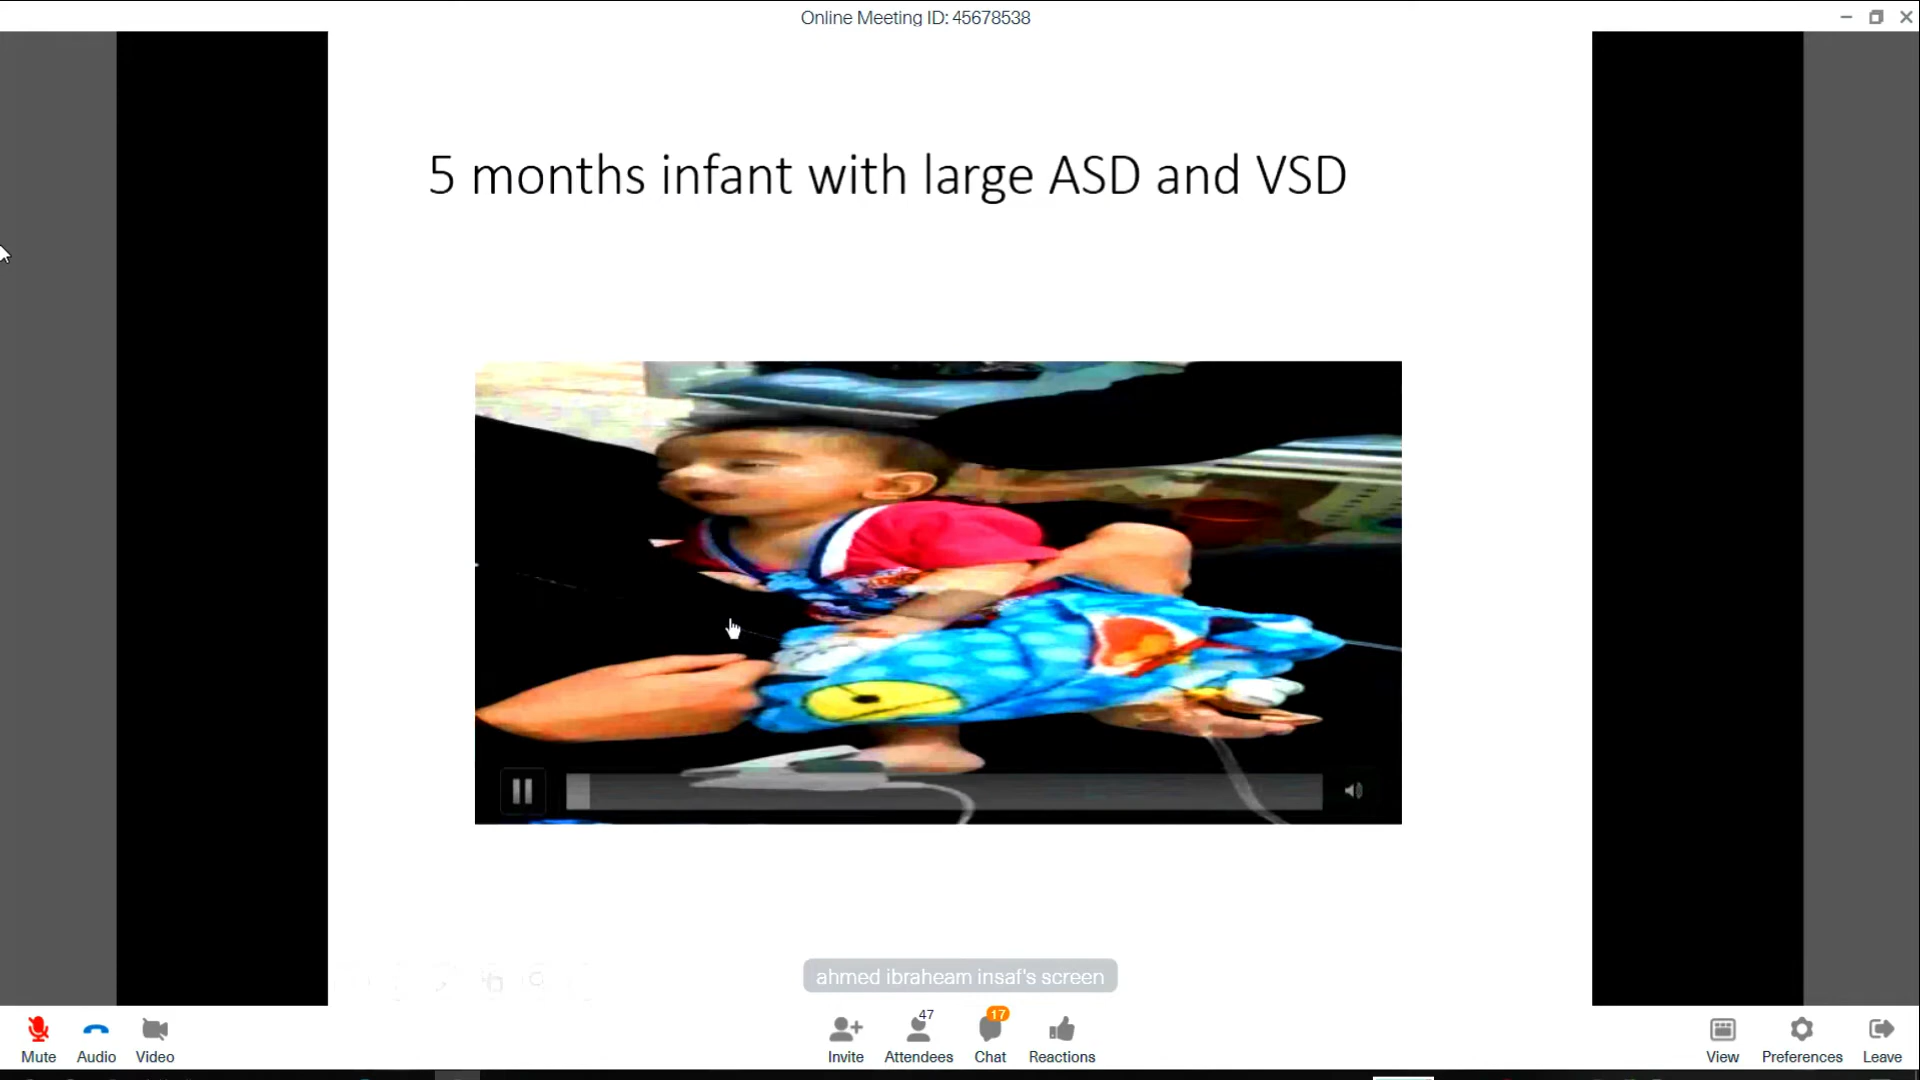 Online Meeting ID: 45678538
5 months infant with large ASD and VSD
ahmed ibraheam insaf's screen
47
17
Mute
Audio
Video
Invite
Attendees
Chat
Reactions
View
Preferences
Leave